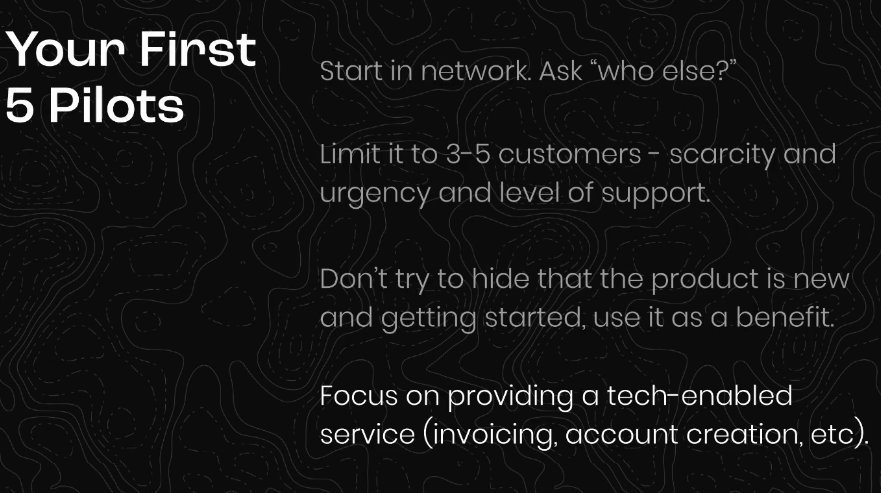 Your First
5 Pilots
Start in network. Ask “who else?”
Limit it to 3-5 customers - scarcity and
urgency and level of support.
Don’t try to hide that the product is new
and getting started, use it as a benefit.
Focus on providing a tech-enabled
service (invoicing, account creation, etc).